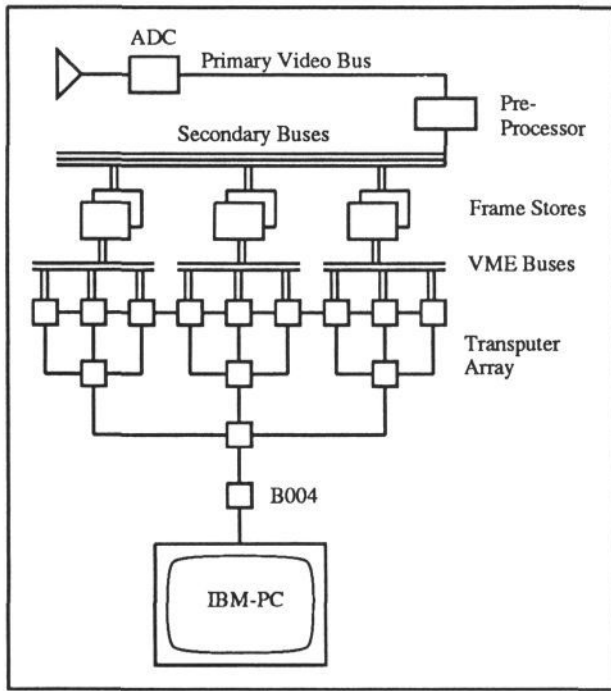 ADC
Primary Video Bus
Pre-
Processor
Secondary Buses
Frame Stores
VME Buses
Transputer
Array
B004
IBM-PC